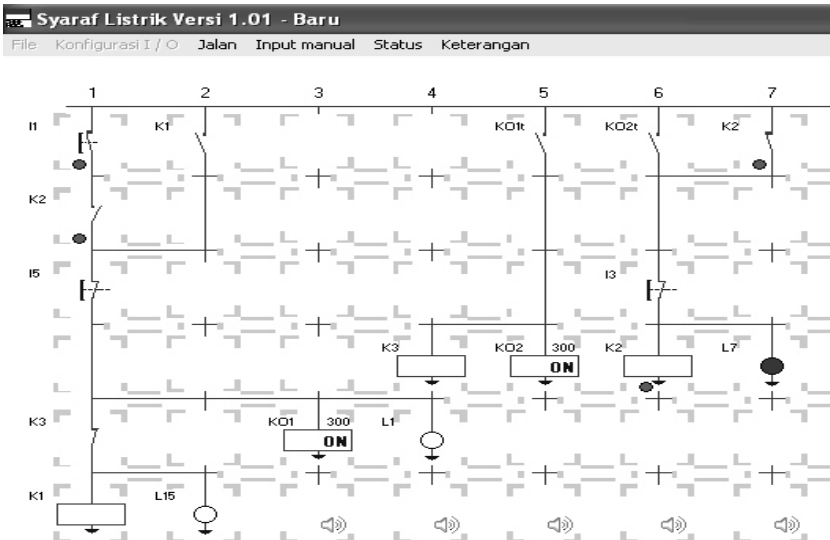 Syaraf Listrik Versi 1.01 - Baru
File Konfigurasi I / O Jalan Input manual Status Keterangan
1 2 3 4 5 6 7
I1 K1 KO1t KO2t K2
K2
I5 I3
K3 KO2 300 K2 L7
ON
K3 KO1 300 L1
ON
K1 L15